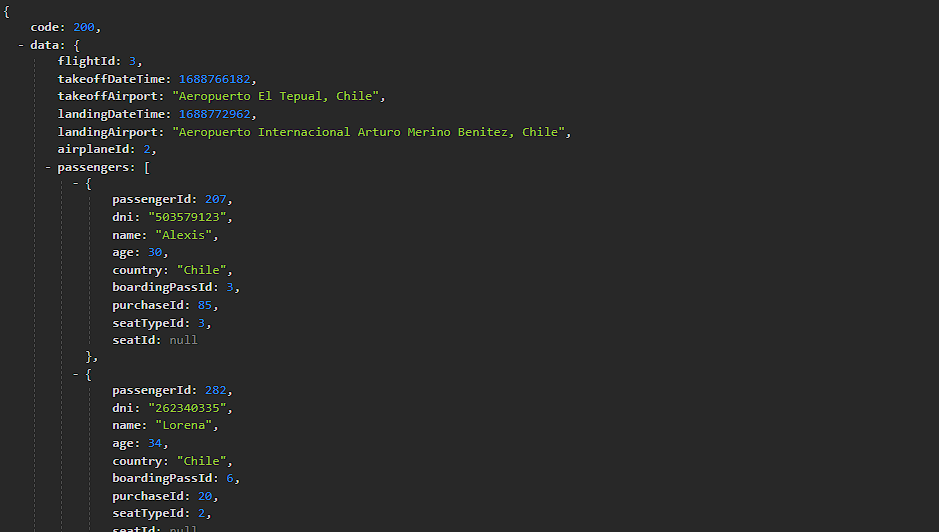 {
code: 200,
- data: {
flightId: 3,
takeoffDateTime: 1688766182,
takeoffAirport: "Aeropuerto El Tepual, Chile",
landingDateTime: 1688772962,
landingAirport: "Aeropuerto Internacional Arturo Merino Benitez, Chile",
airplaneId: 2,
- passengers: [
- {
passengerId: 207,
dni: "503579123",
name: "Alexis",
age: 30,
country: "Chile",
boardingPassId: 3,
purchaseId: 85,
seatTypeId: 3,
seatId: null
},
- {
passengerId: 282,
dni: "262340335",
name: "Lorena",
age: 34,
country: "Chile",
boardingPassId: 6,
purchaseId: 20,
seatTypeId: 2,
seatId: null